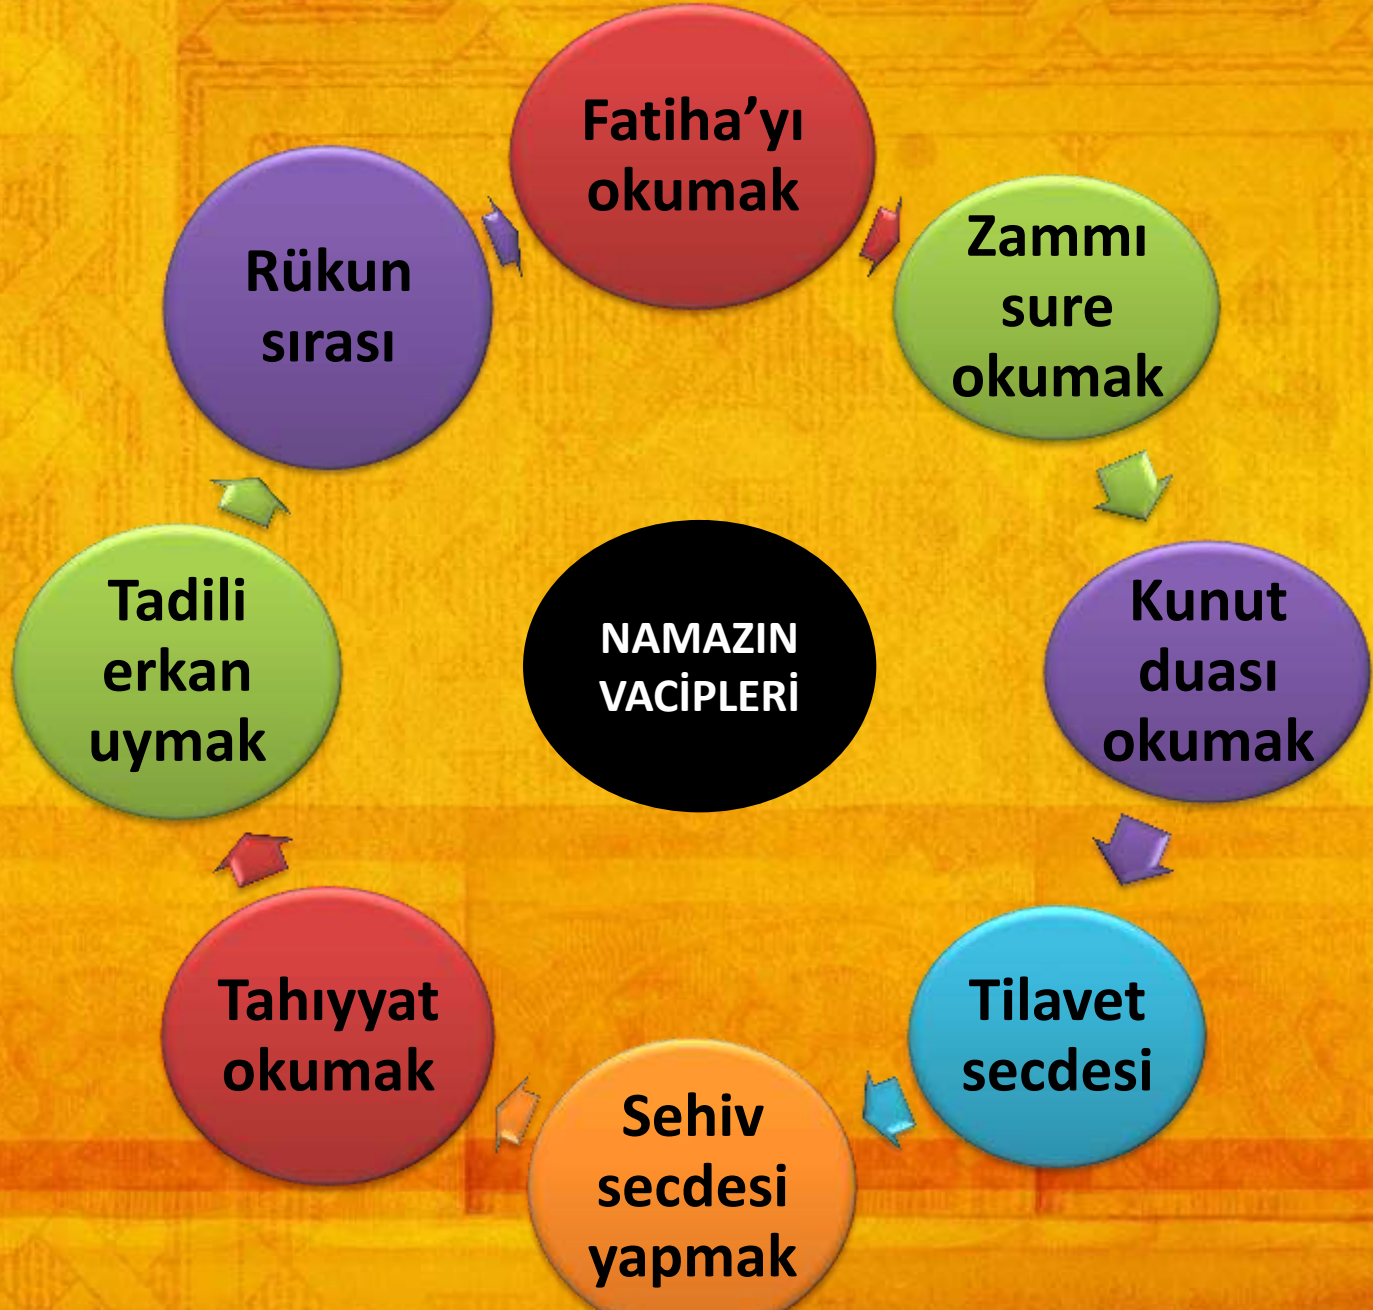 Fatiha’yı
okumak
Zammı
sure
okumak
Kunut
duası
okumak
Tilavet
secdesi
Sehiv
secdesi
yapmak
Tahıyyat
okumak
Tadili
erkan
uymak
Rükun
sırası
NAMAZIN
VACİPLERİ